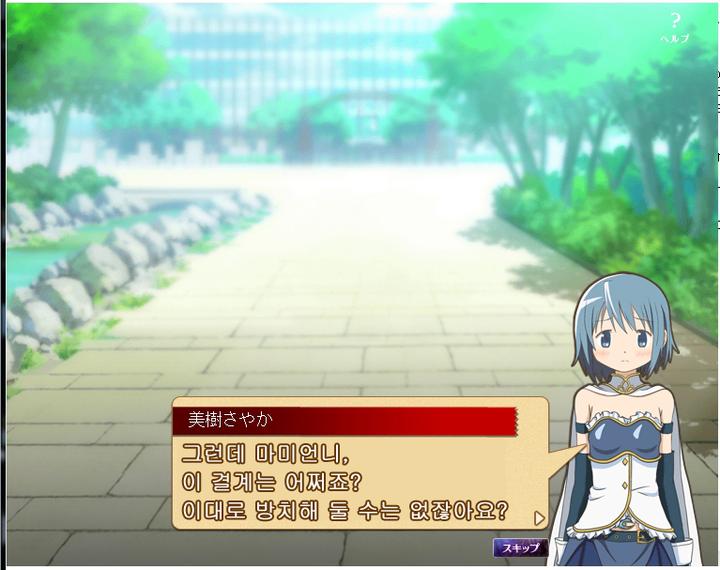 ?
ヘルプ
美樹さやか
그런데 마미언니,
이 결계는 어쩌죠?
이대로 방치해 둘 수는 없잖아요?
スキップ